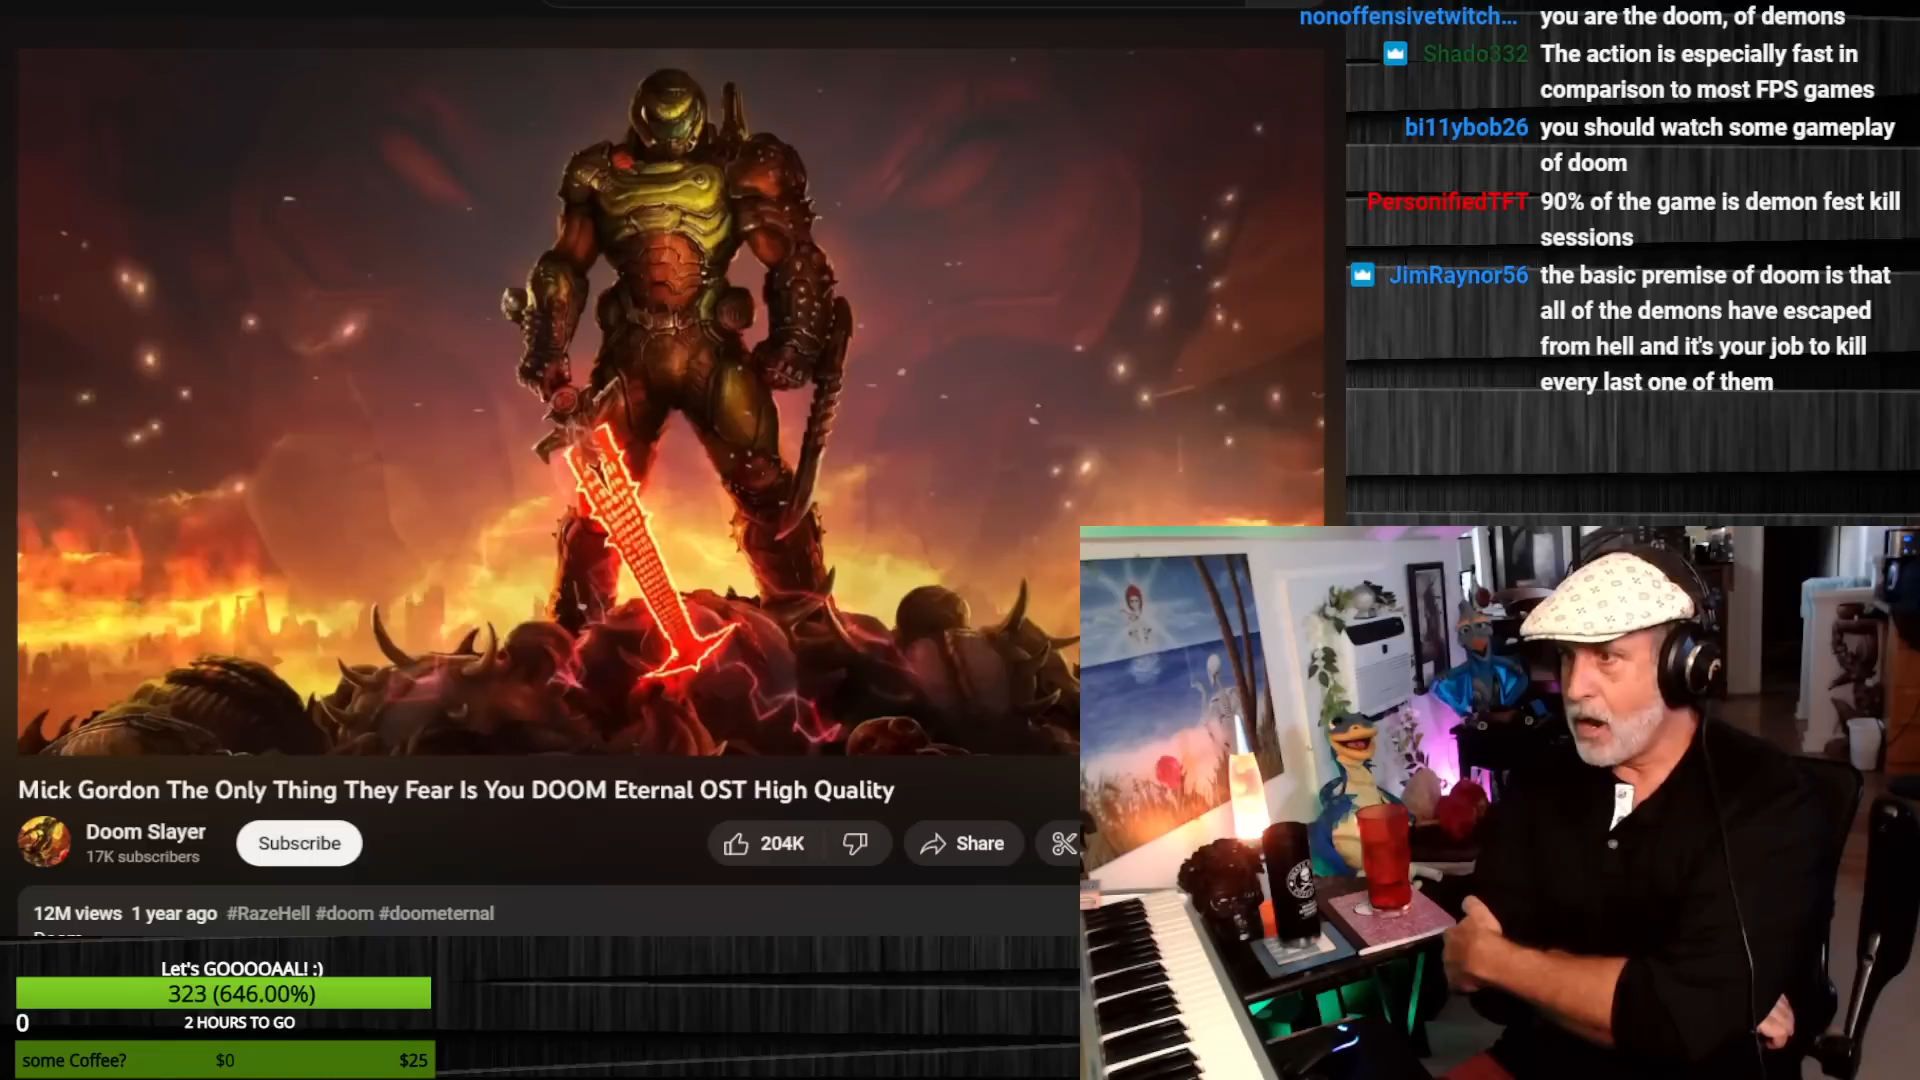 nonoffensivetwitch... you are the doom, of demons
Shado332 The action is especially fast in
comparison to most FPS games
bi11ybob26 you should watch some gameplay
of doom
PersonifiedTFT 90% of the game is demon fest kill
sessions
JimRaynor56 the basic premise of doom is that
all of the demons have escaped
from hell and it's your job to kill
every last one of them
Mick Gordon The Only Thing They Fear Is You DOOM Eternal OST High Quality
Doom Slayer
17K subscribers
Subscribe
204K
Share
12M views 1 year ago #RazeHell #doom #doometernal
Let's GOOOOAAL! :)
323 (646.00%)
0
2 HOURS TO GO
some Coffee? $0 $25